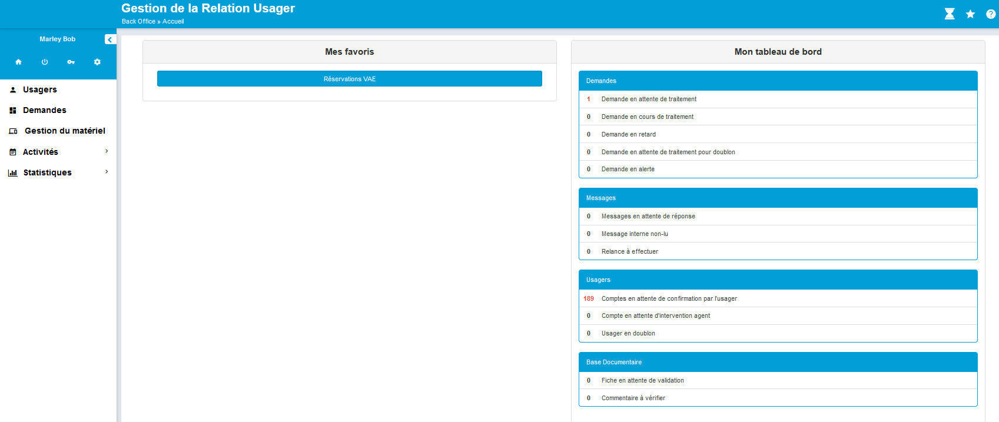 Gestion de la Relation Usager
Back Office » Accueil
Marley Bob
Usagers
Demandes
Gestion du matériel
Activités
Statistiques
Mes favoris
Réservations VAE
Mon tableau de bord
Demandes
1 Demande en attente de traitement
0 Demande en cours de traitement
0 Demande en retard
0 Demande en attente de traitement pour doublon
0 Demande en alerte
Messages
0 Messages en attente de réponse
0 Message interne non-lu
0 Relance à effectuer
Usagers
189 Comptes en attente de confirmation par l'usager
0 Compte en attente d'intervention agent
0 Usager en doublon
Base Documentaire
0 Fiche en attente de validation
0 Commentaire à vérifier